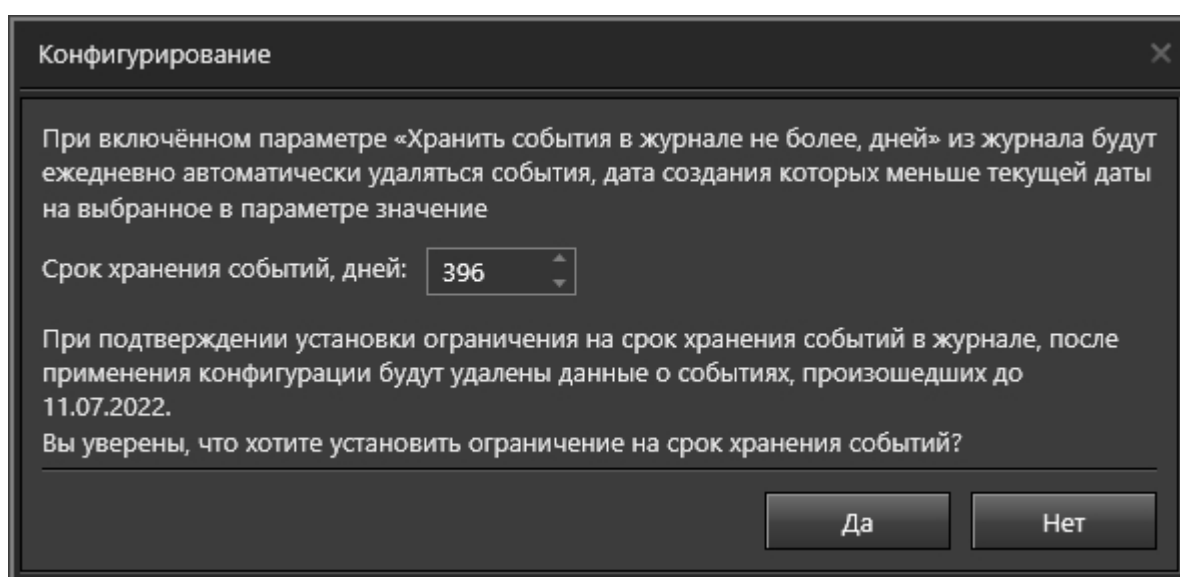 Конфигурирование
При включённом параметре «Хранить события в журнале не более, дней» из журнала будут
ежедневно автоматически удаляться события, дата создания которых меньше текущей даты
на выбранное в параметре значение
Срок хранения событий, дней: 396
При подтверждении установки ограничения на срок хранения событий в журнале, после
применения конфигурации будут удалены данные о событиях, произошедших до
11.07.2022.
Вы уверены, что хотите установить ограничение на срок хранения событий?
Да Нет